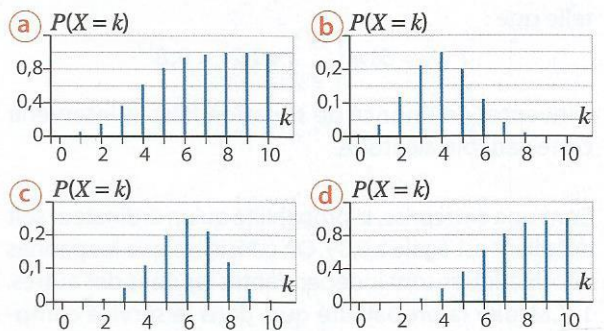 a P(X = k)
0,8
0,4
0
k
0 2 4 6 8 10
b P(X = k)
0,2
0,1
0
k
0 2 4 6 8 10
c P(X = k)
0,2
0,1
0
k
0 2 4 6 8 10
d P(X = k)
0,8
0,4
0
k
0 2 4 6 8 10